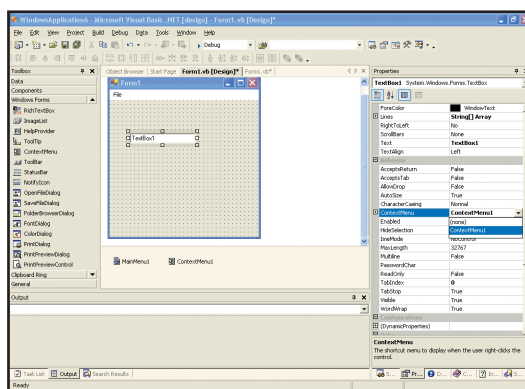 WindowsApplication6 - Microsoft Visual Basic .NET [design] - Form1.vb [Design]*
File Edit View Project Build Debug Data Tools Window Help
Debug
Toolbox
Data
Components
Windows Forms
RichTextBox
ImageList
HelpProvider
ToolTip
ContextMenu
ToolBar
StatusBar
NotifyIcon
OpenFileDialog
SaveFileDialog
FolderBrowserDialog
FontDialog
ColorDialog
PrintDialog
PrintPreviewDialog
PrintPreviewControl
Clipboard Ring
General
Object Browser Start Page Form1.vb [Design]* Form1.vb*
Form1
File
TextBox1
MainMenu1 ContextMenu1
Properties
TextBox1 System.Windows.Forms.TextBox
ForeColor WindowText
Lines String[] Array
RightToLeft No
ScrollBars None
Text TextBox1
TextAlign Left
Behavior
AcceptsReturn False
AcceptsTab False
AllowDrop False
AutoSize True
CharacterCasing Normal
ContextMenu ContextMenu1
Enabled (none)
HideSelection ContextMenu1
ImeMode NoControl
MaxLength 32767
Multiline False
PasswordChar
ReadOnly False
TabIndex 0
TabStop True
Visible True
WordWrap True
Configurations
(DynamicProperties)
ContextMenu
The shortcut menu to display when the user right-clicks the
control.
Output
Task List Output Search Results
S... Pr... D... C... In... S...
Ready